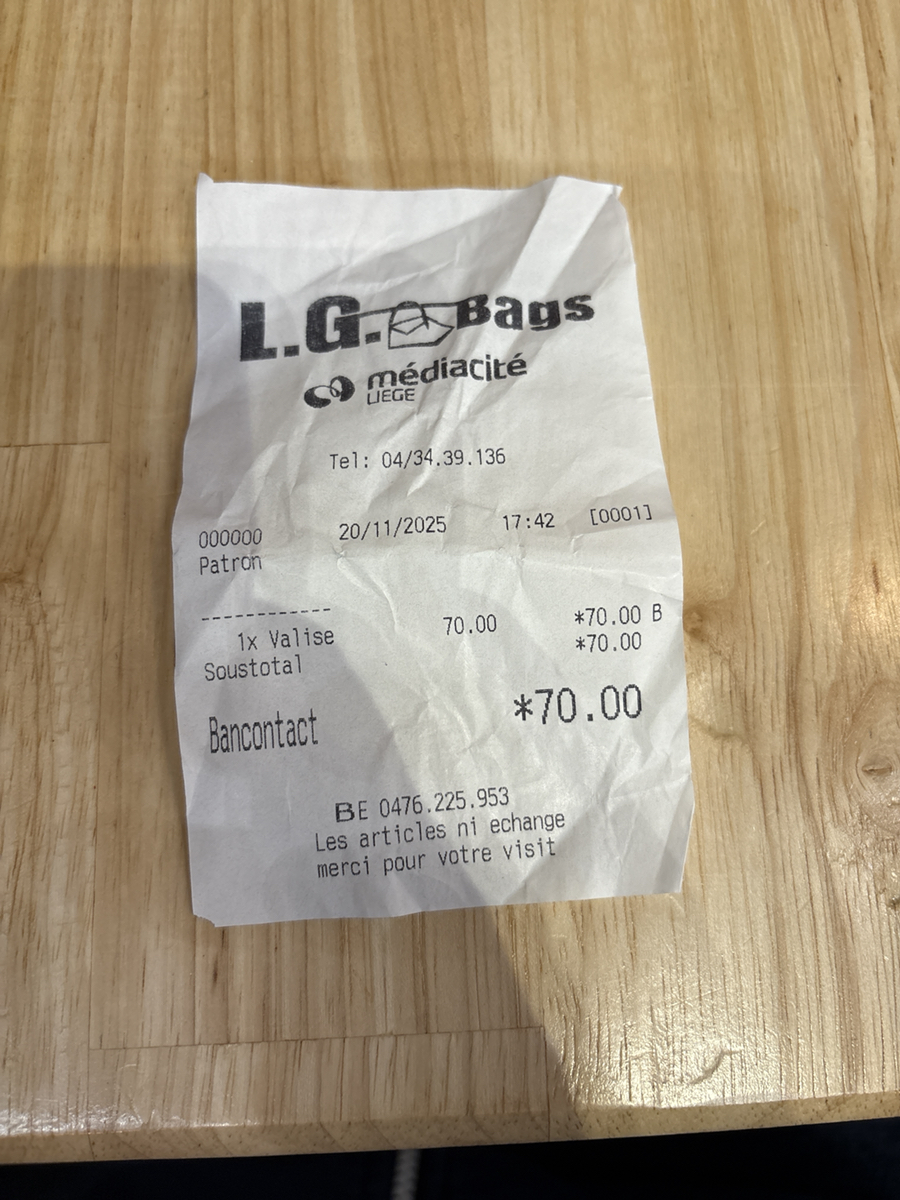 L.G. Bags
médiacité
LIEGE
Tel: 04/34.39.136
000000 20/11/2025 17:42 [0001]
Patron
------------
1x Valise 70.00 *70.00 B
Soustotal *70.00
Bancontact *70.00
BE 0476.225.953
Les articles ni echange
merci pour votre visit